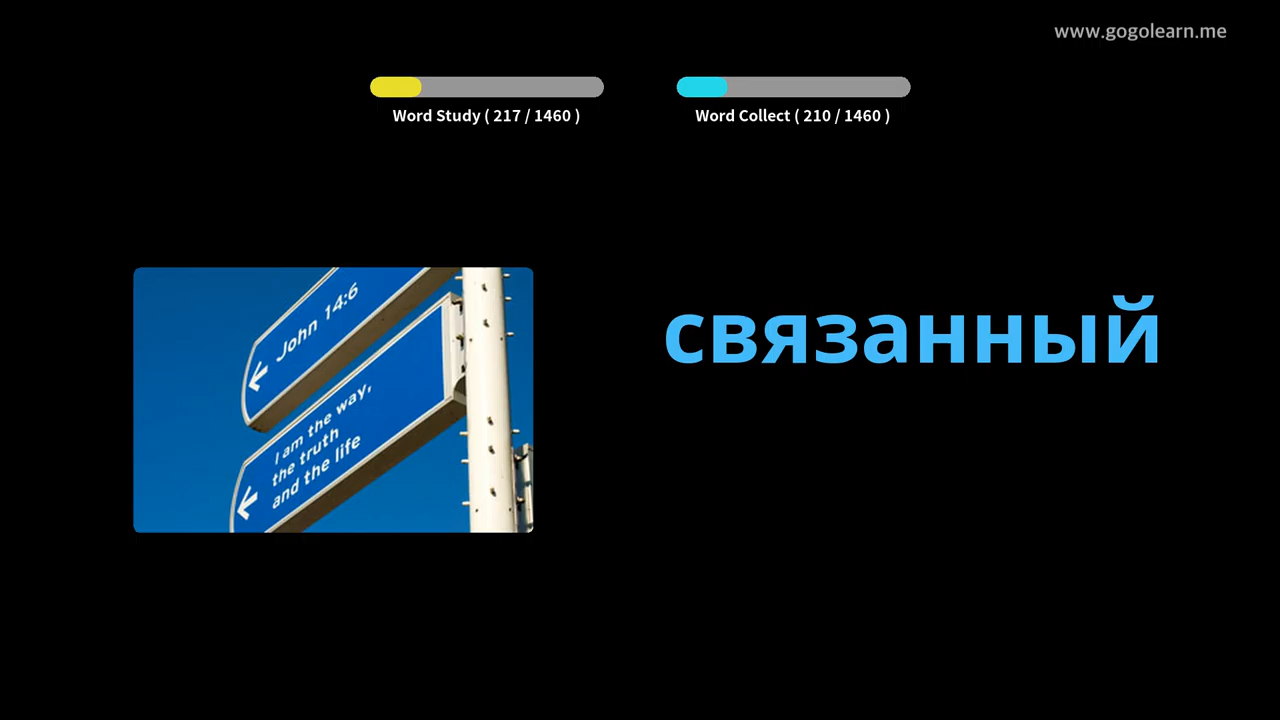 www.gogolearn.me
Word Study ( 217 / 1460 )
Word Collect ( 210 / 1460 )
John 14:6
I am the way,
the truth
and the life
связанный